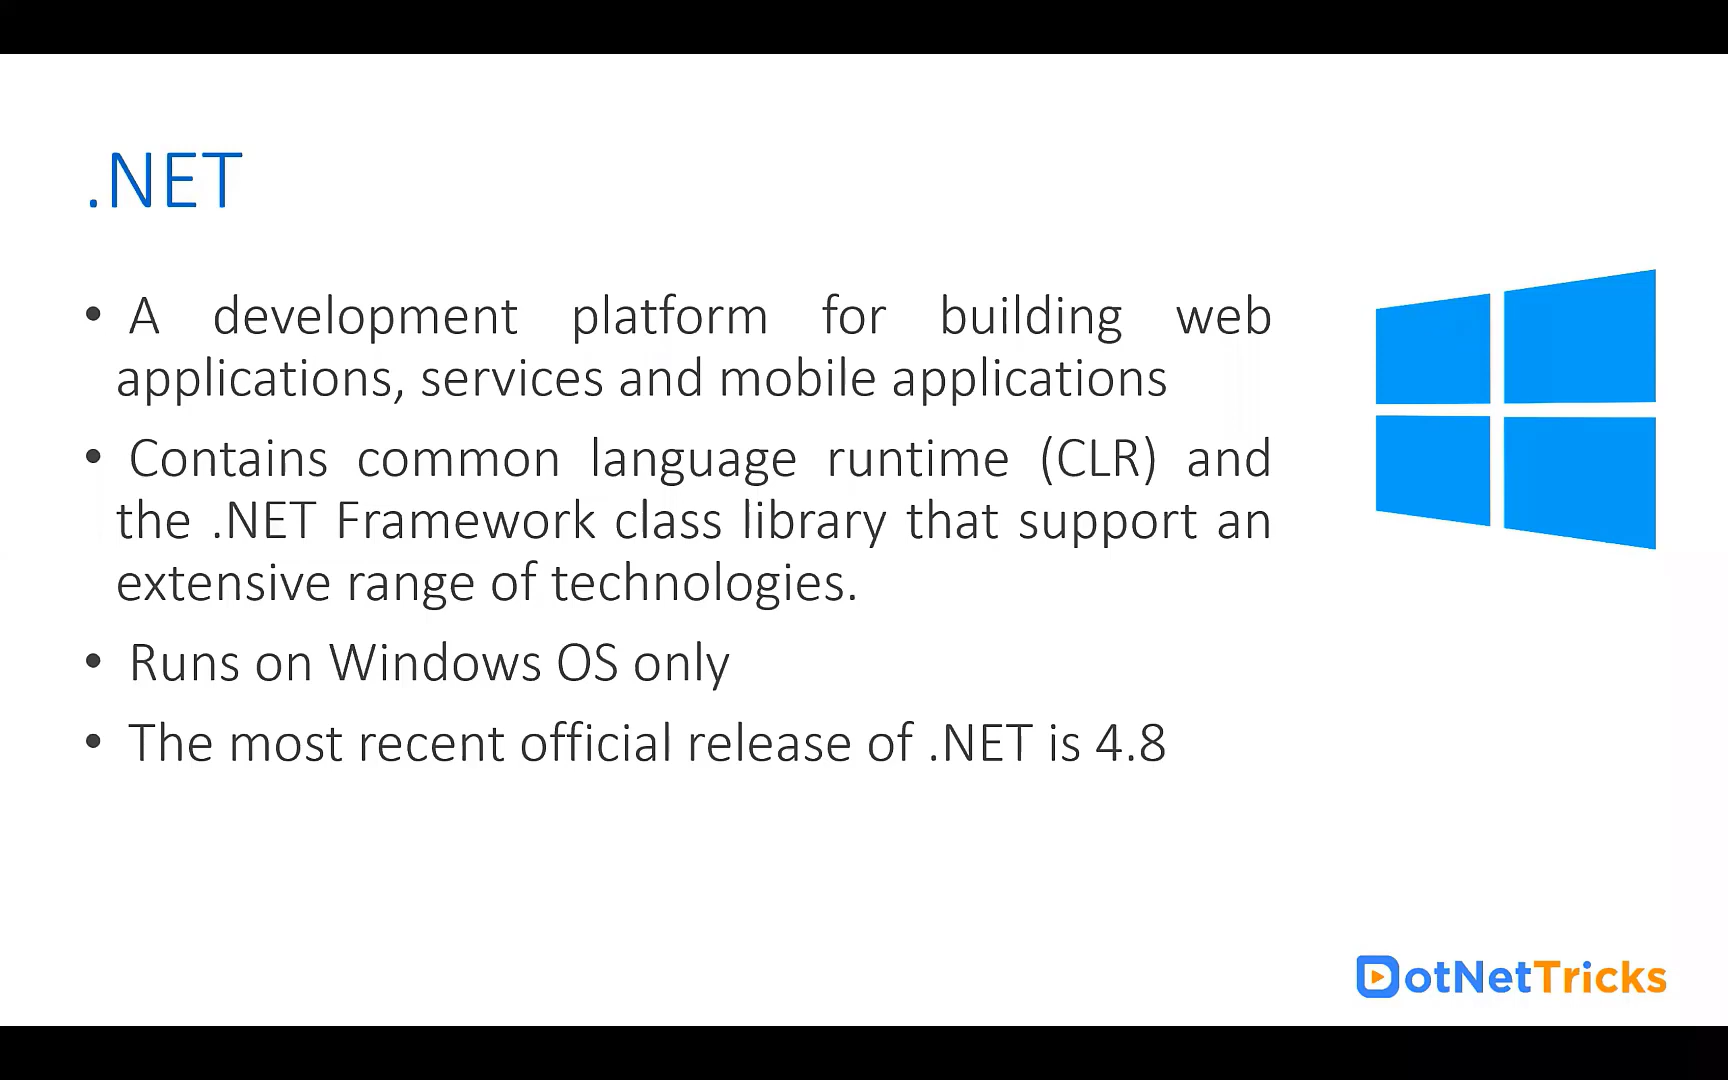 .NET
• A development platform for building web
applications, services and mobile applications
• Contains common language runtime (CLR) and
the .NET Framework class library that support an
extensive range of technologies.
• Runs on Windows OS only
• The most recent official release of .NET is 4.8
DotNetTricks